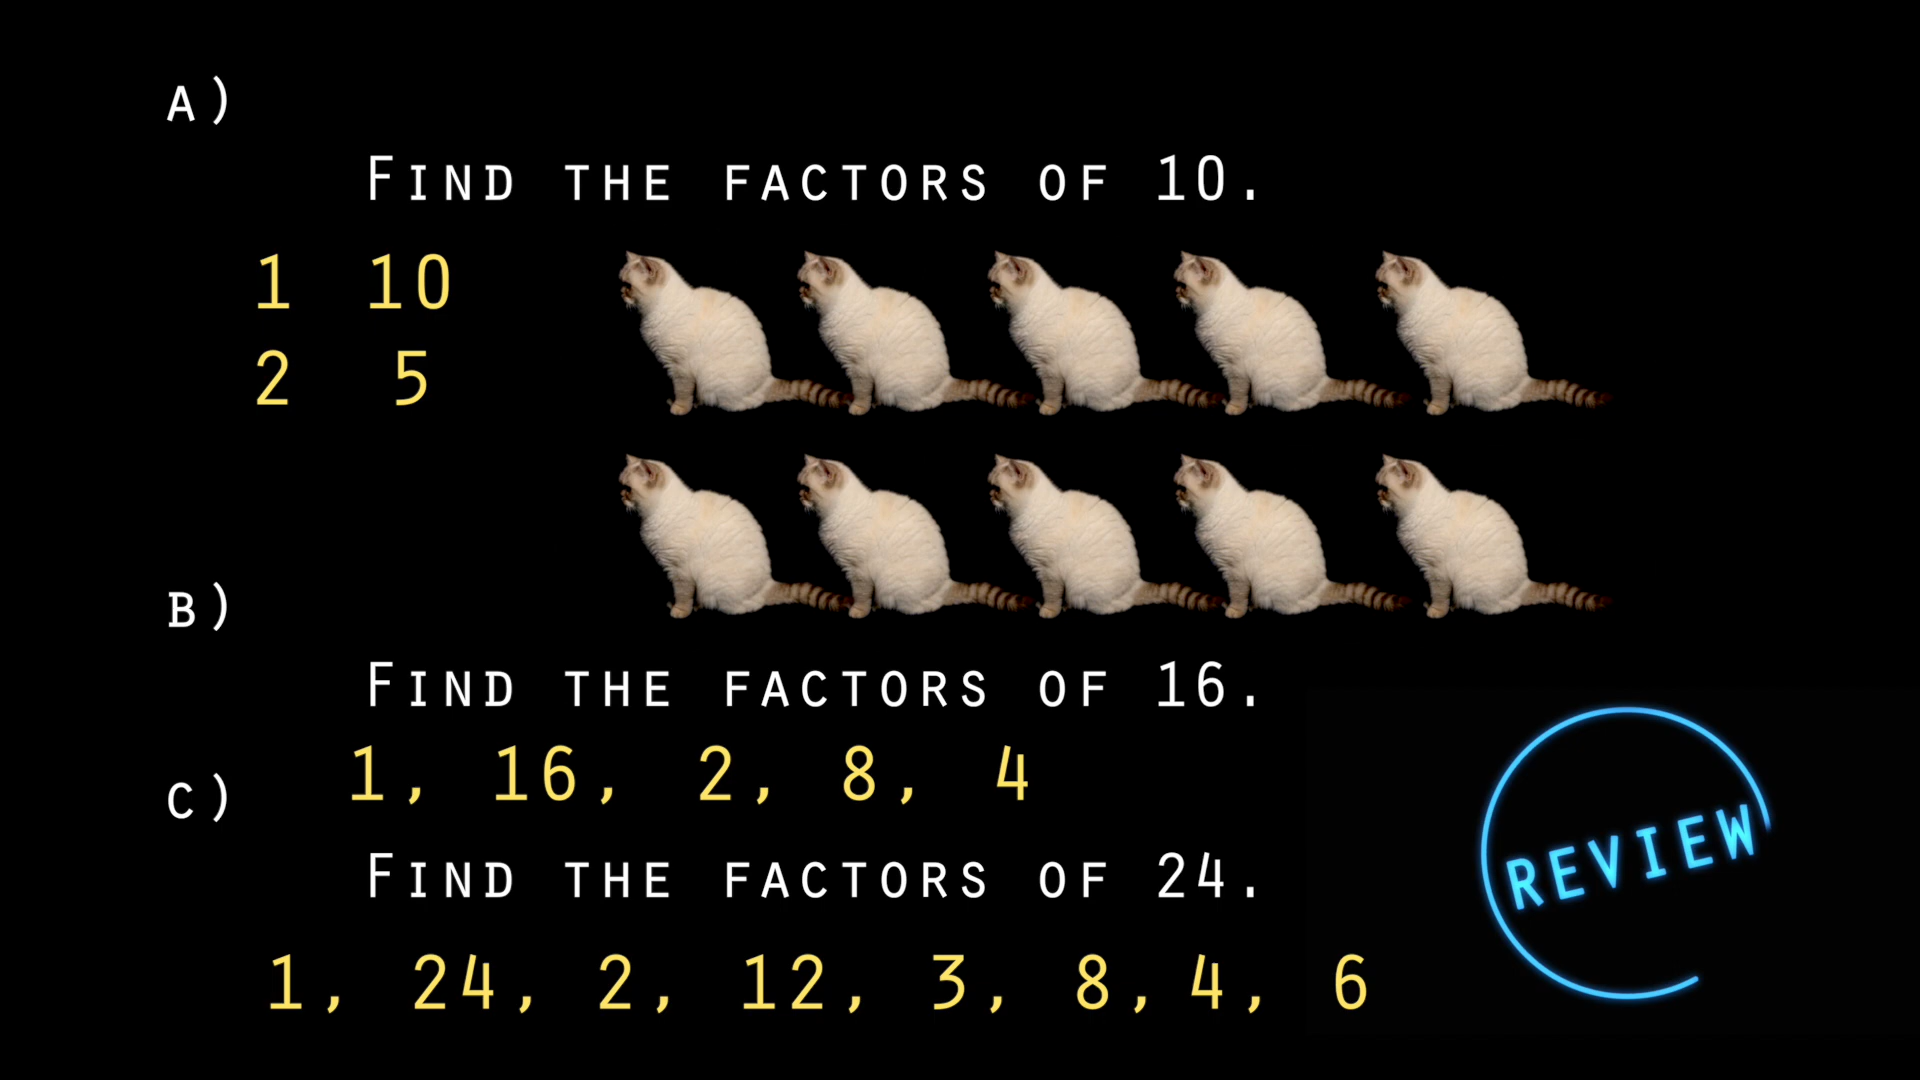 A)
FIND THE FACTORS OF 10.
1 10
2 5
B)
FIND THE FACTORS OF 16.
1, 16, 2, 8, 4
C)
FIND THE FACTORS OF 24.
1, 24, 2, 12, 3, 8, 4, 6
REVIEW